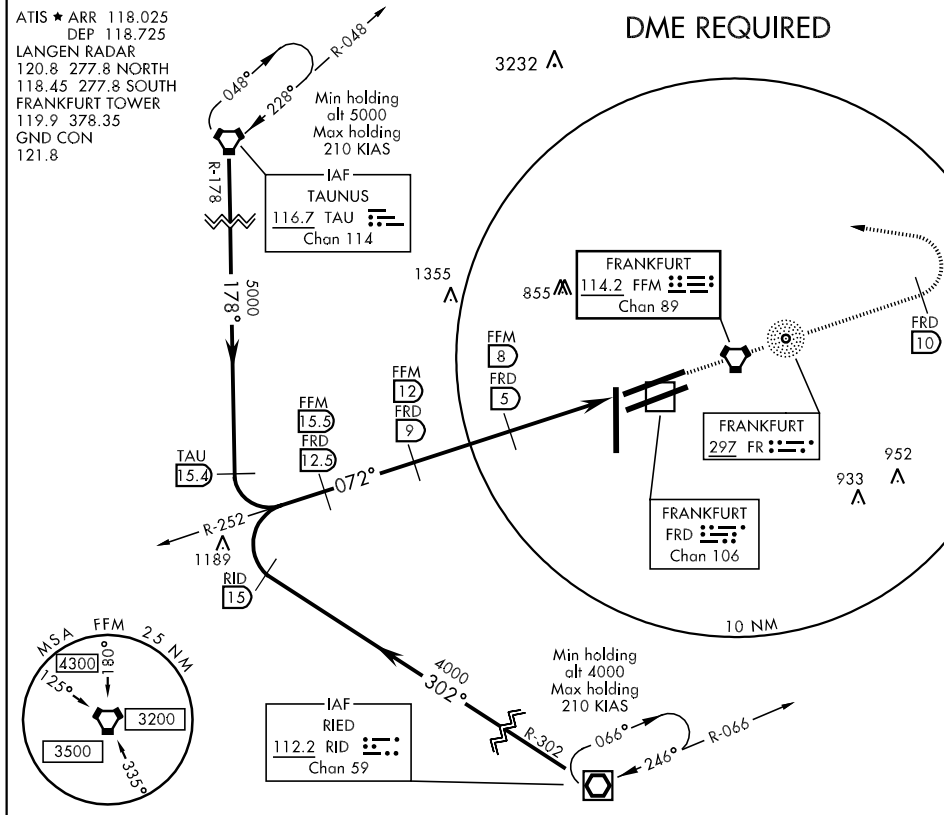 ATIS ★ ARR 118.025
DEP 118.725
LANGEN RADAR
120.8 277.8 NORTH
118.45 277.8 SOUTH
FRANKFURT TOWER
119.9 378.35
GND CON
121.8
DME REQUIRED
3232
R-048
048°
228°
Min holding
alt 5000
Max holding
210 KIAS
R-178
IAF
TAUNUS
116.7 TAU
Chan 114
5000
178°
1355
855
FRANKFURT
114.2 FFM
Chan 89
FRD
10
FFM
8
FRD
5
FFM
12
FRD
9
FFM
15.5
FRD
12.5
072°
TAU
15.4
FRANKFURT
297 FR
952
933
R-252
1189
FRANKFURT
FRD
Chan 106
RID
15
10 NM
MSA FFM 25 NM
4300
180°
125°
3200
3500
335°
4000
302°
Min holding
alt 4000
Max holding
210 KIAS
IAF
RIED
112.2 RID
Chan 59
R-302
066°
R-066
246°